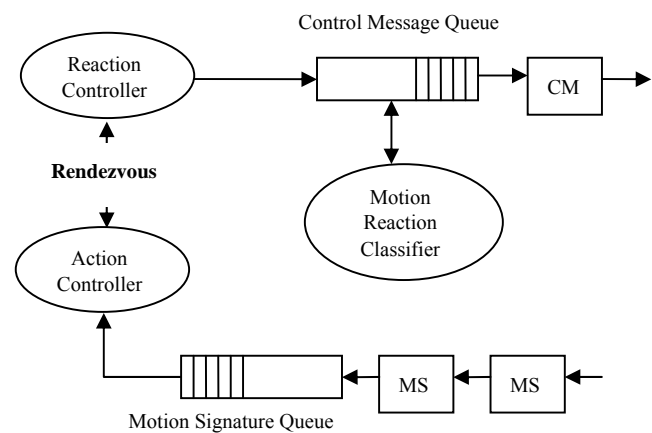 Control Message Queue
Reaction
Controller
CM
Rendezvous
Motion
Reaction
Classifier
Action
Controller
MS
MS
Motion Signature Queue